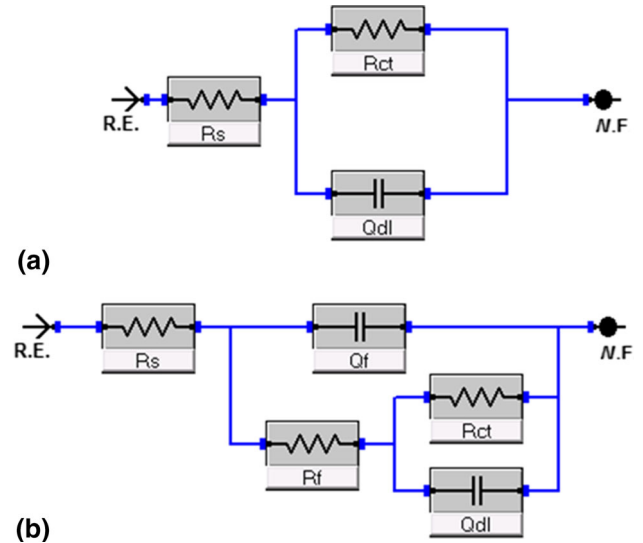 Rct
R.E.
Rs
N.F
Qdl
(a)
R.E.
Rs
Qf
N.F
Rct
Rf
Qdl
(b)